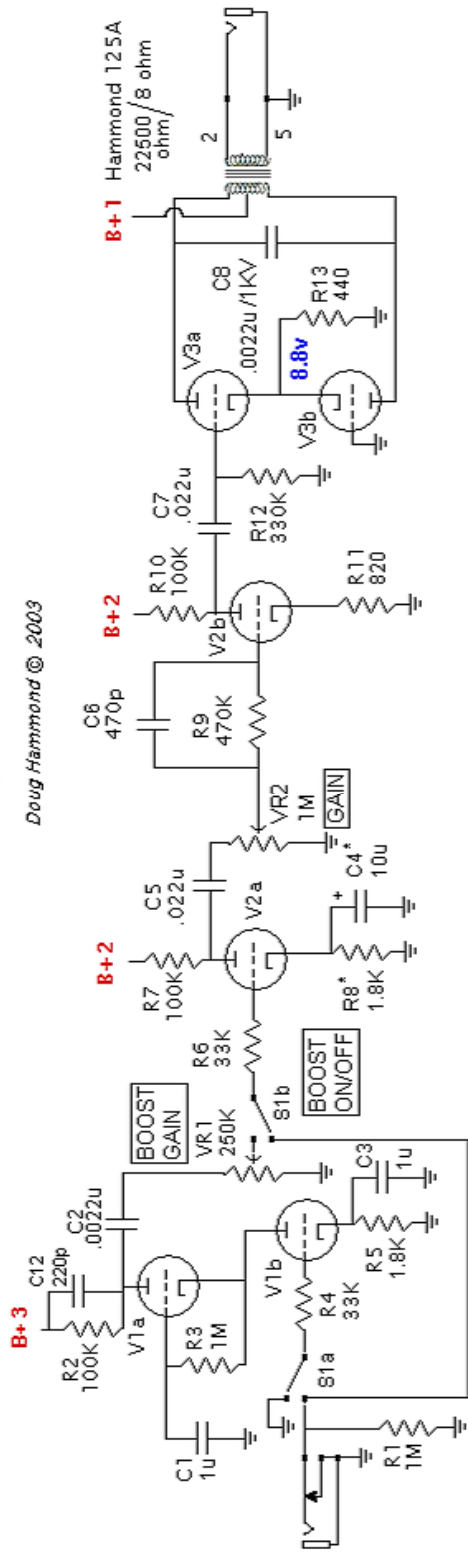 Doug Hammond © 2003
B+3
C12
220p
R2
100K
C2
.0022u
BOOST
GAIN
VR1
250K
V1a
R3
1M
C1
1u
V1b
R4
33K
S1a
R1
1M
R5
1.8K
C3
1u
S1b
BOOST
ON/OFF
R6
33K
B+2
R7
100K
C5
.022u
V2a
R8*
1.8K
+
C4*
10u
VR2
1M
GAIN
C6
470p
R9
470K
B+2
R10
100K
V2b
R11
820
C7
.022u
R12
330K
V3a
C8
.0022u/1KV
8.8v
R13
440
V3b
B+1
Hammond 125A
22500/8 ohm
ohm/
2
5